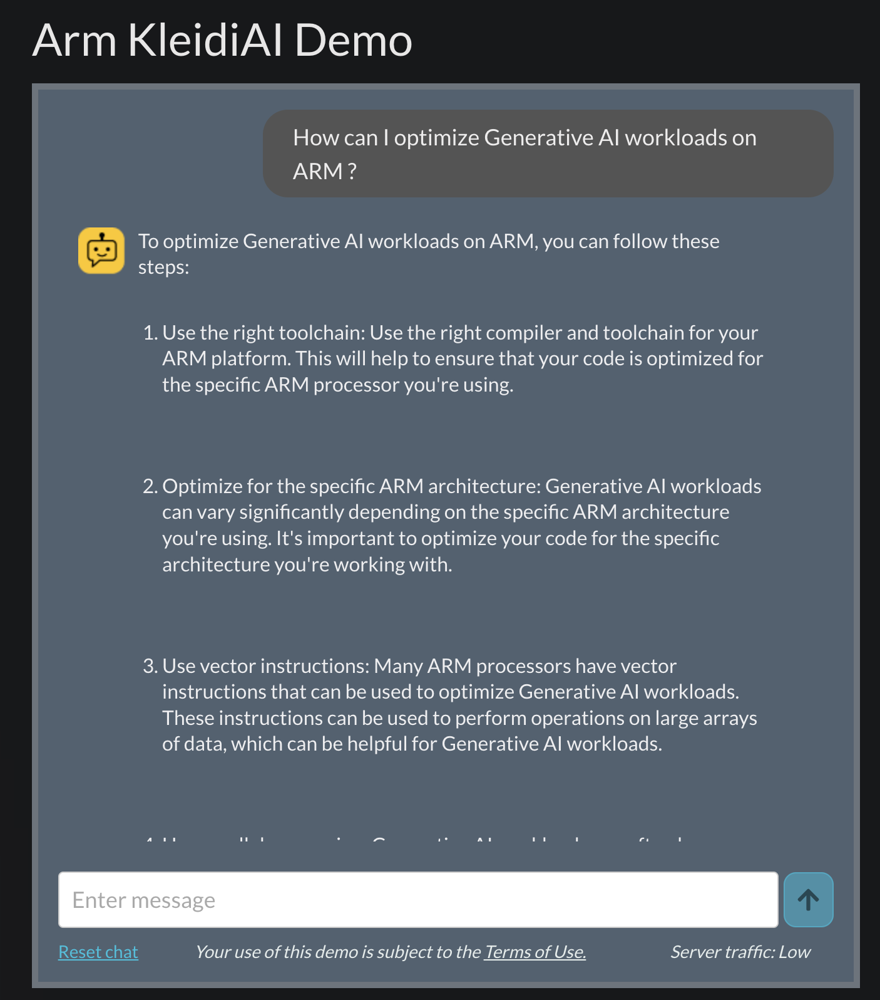 Arm KleidiAI Demo
How can I optimize Generative AI workloads on
ARM ?
To optimize Generative AI workloads on ARM, you can follow these
steps:
1. Use the right toolchain: Use the right compiler and toolchain for your
ARM platform. This will help to ensure that your code is optimized for
the specific ARM processor you're using.
2. Optimize for the specific ARM architecture: Generative AI workloads
can vary significantly depending on the specific ARM architecture
you're using. It's important to optimize your code for the specific
architecture you're working with.
3. Use vector instructions: Many ARM processors have vector
instructions that can be used to optimize Generative AI workloads.
These instructions can be used to perform operations on large arrays
of data, which can be helpful for Generative AI workloads.
Enter message
Reset chat Your use of this demo is subject to the Terms of Use. Server traffic: Low